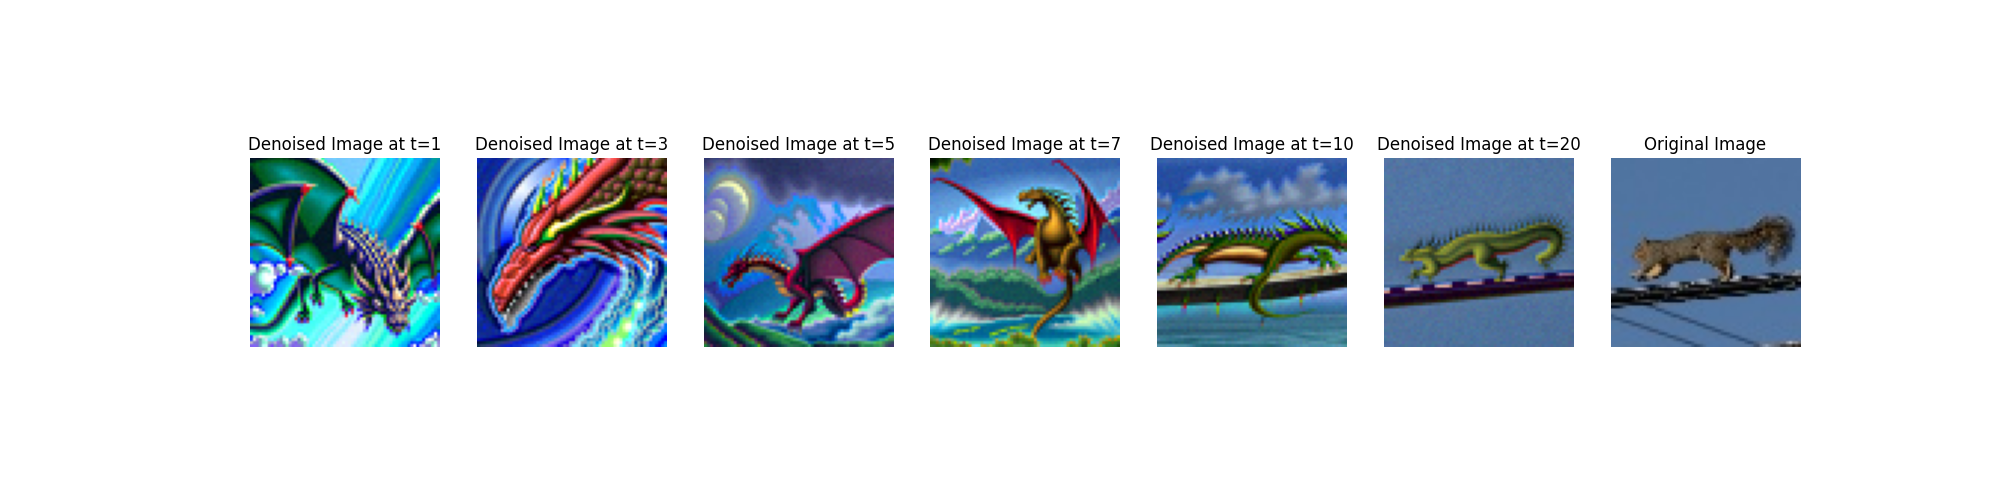 Denoised Image at t=1
Denoised Image at t=3
Denoised Image at t=5
Denoised Image at t=7
Denoised Image at t=10
Denoised Image at t=20
Original Image